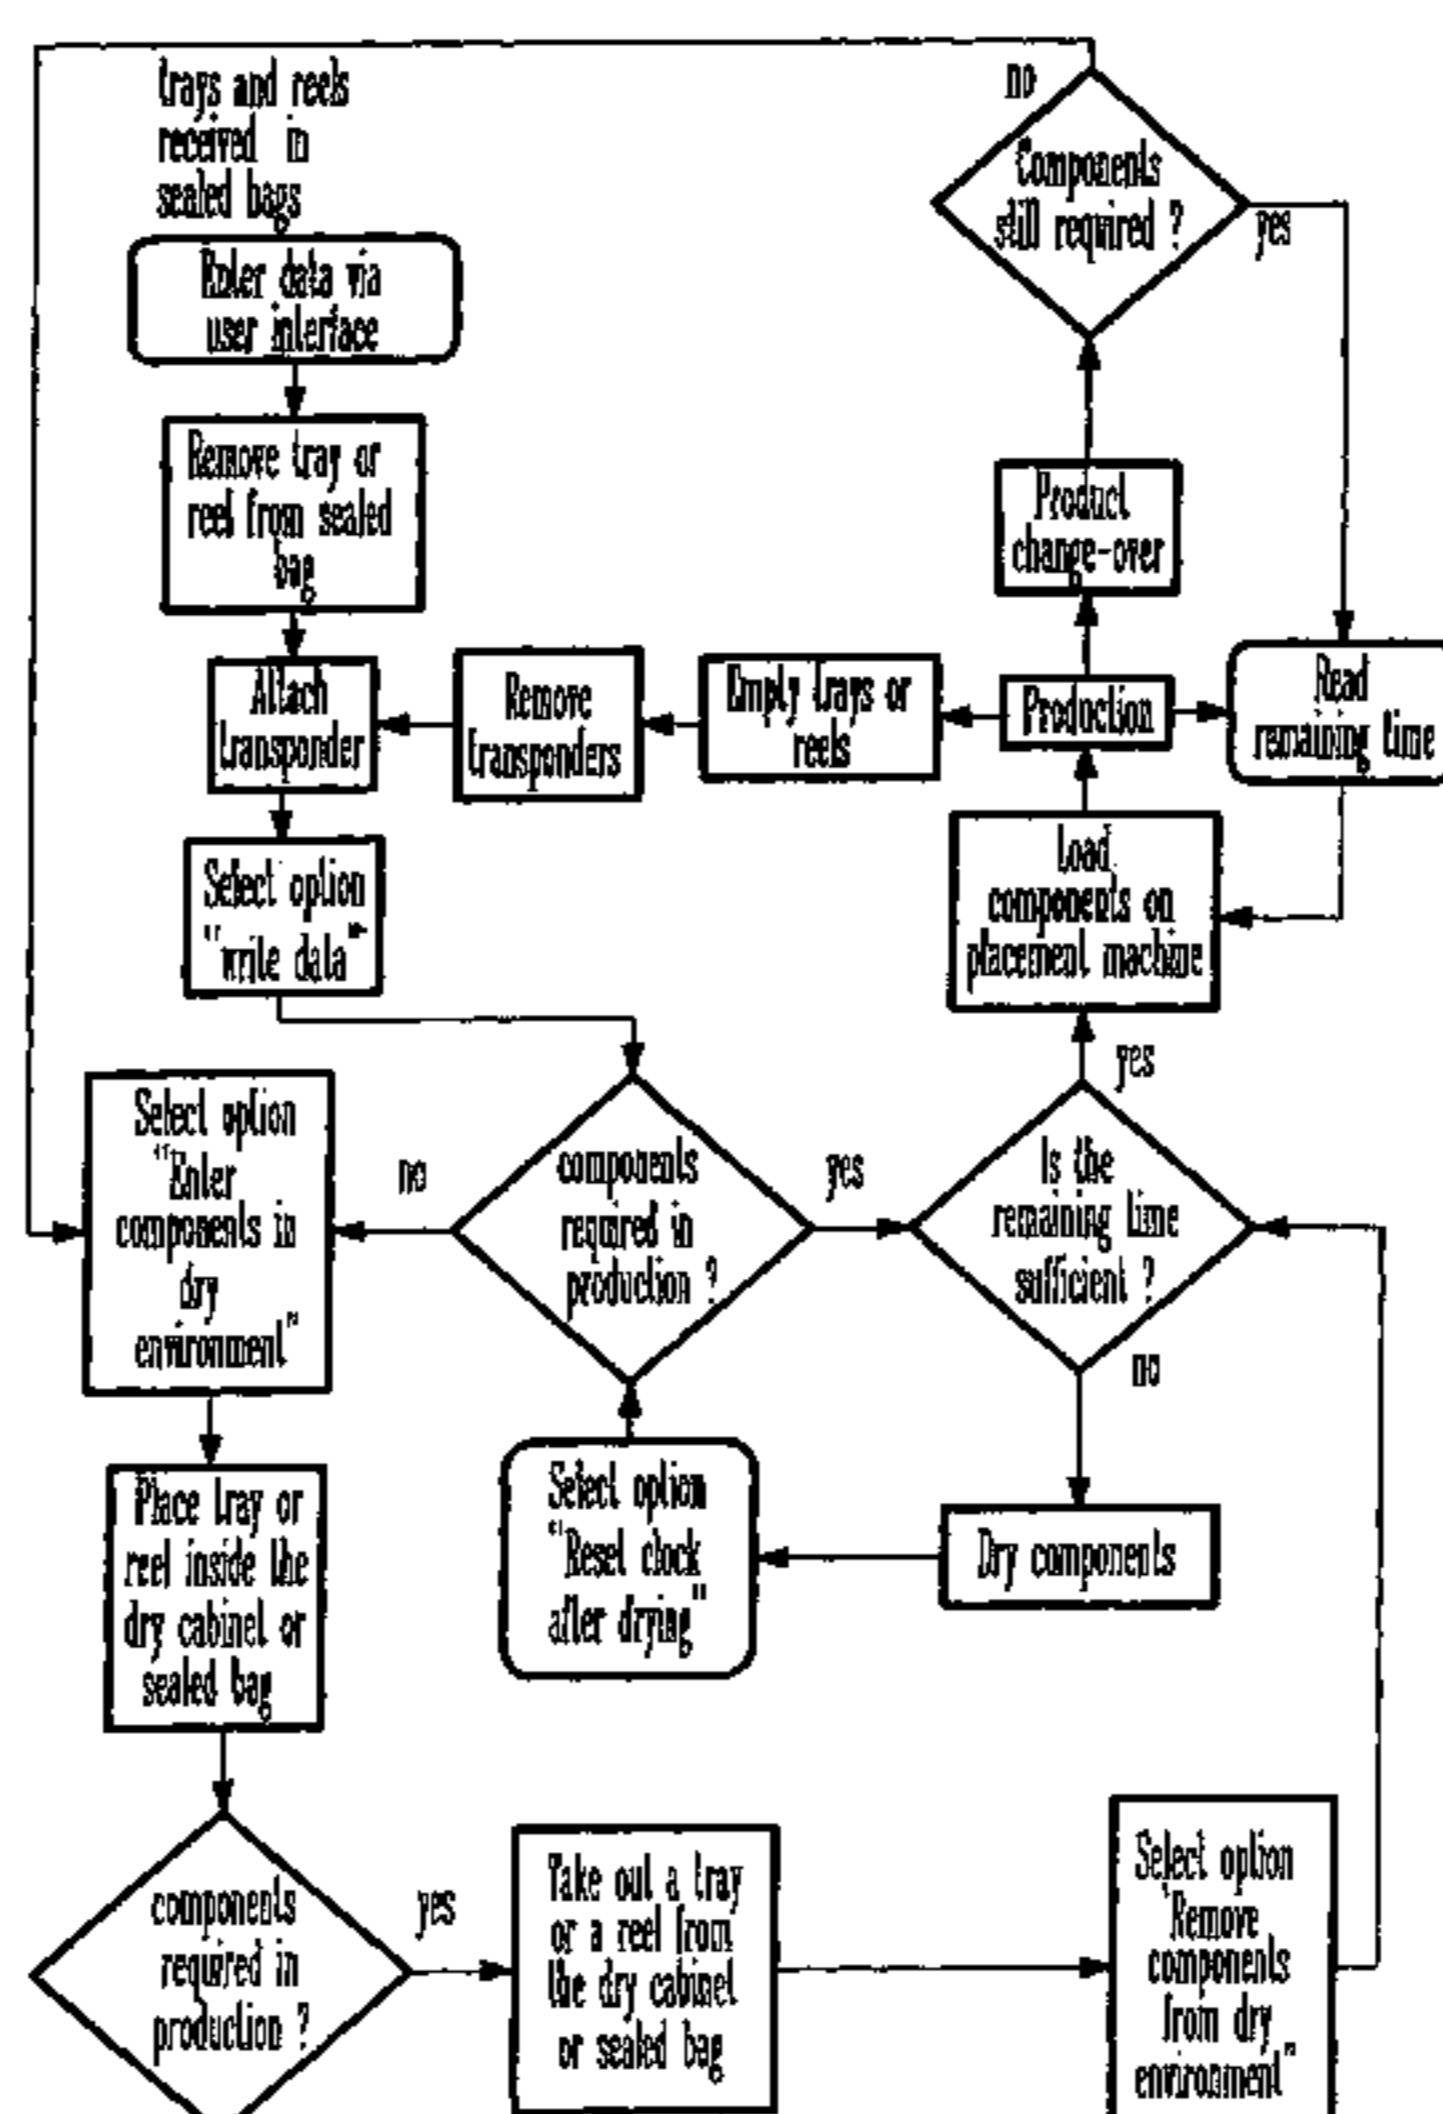 no
trays and reels
received in
sealed bags
Components
still required ?
yes
Enter data via
user interface
Remove tray or
reel from sealed
bag
Product
change-over
Attach
transponder
Remove
transponders
Empty trays or
reels
Production
Read
remaining time
Select option
"write data"
Load
components on
placement machine
yes
Select option
"Enter
components in
dry
environment"
no
components
required in
production ?
yes
Is the
remaining time
sufficient ?
no
Place tray or
reel inside the
dry cabinet or
sealed bag
Select option
"Reset clock
after drying"
Dry components
components
required in
production ?
yes
Take out a tray
or a reel from
the dry cabinet
or sealed bag
Select option
"Remove
components
from dry
environment"